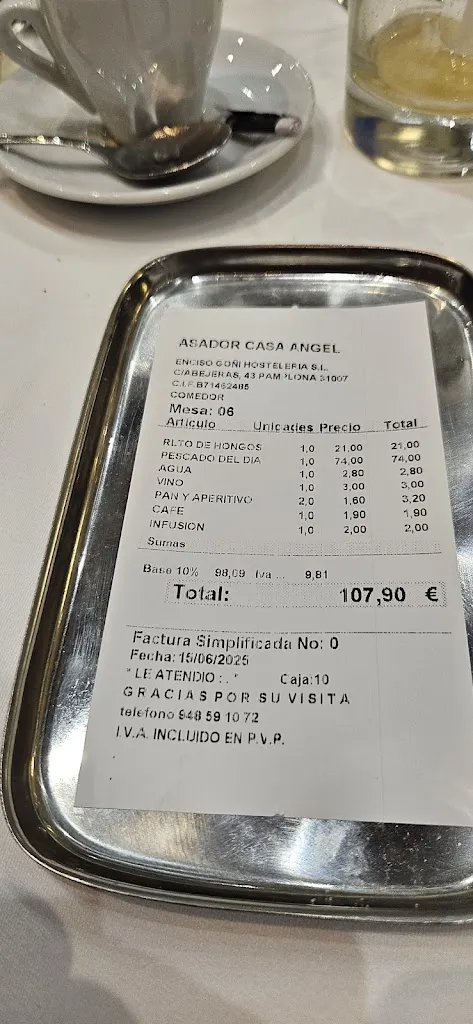 ASADOR CASA ANGEL
ENCISO GOÑI HOSTELERIA S.L.
C/ABEJERAS, 43 PAMPLONA 31007
C.I.F.B71462485
COMEDOR
Mesa: 06
Articulo Unidades Precio Total
RLTO DE HONGOS 1,0 21,00 21,00
PESCADO DEL DIA 1,0 74,00 74,00
AGUA 1,0 2,80 2,80
VINO 1,0 3,00 3,00
PAN Y APERITIVO 2,0 1,60 3,20
CAFE 1,0 1,90 1,90
INFUSION 1,0 2,00 2,00
Sumas
Base 10% 98,09 Iva ... 9,81
Total: 107,90 €
Factura Simplificada No: 0
Fecha: 15/06/2025
" LE ATENDIO : . " Caja:10
GRACIAS POR SU VISITA
telefono 948 59 10 72
I.V.A. INCLUIDO EN P.V.P.